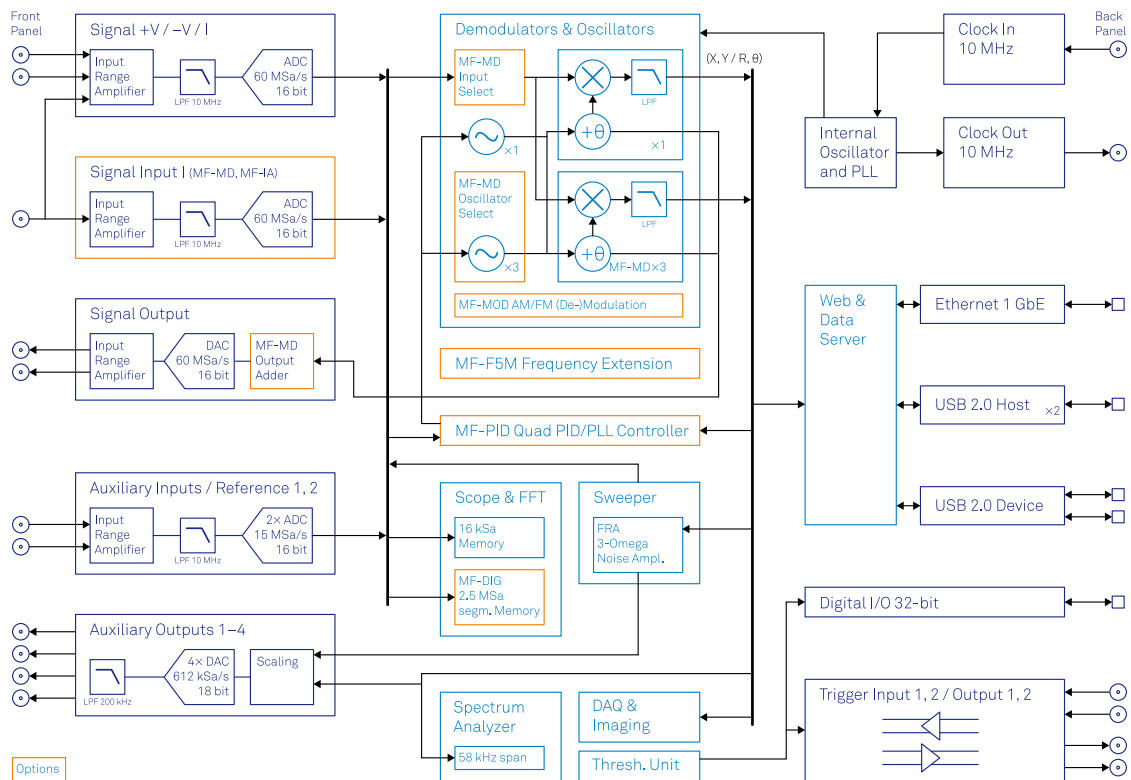 Front
Panel
Signal +V / –V / I
Input
Range
Amplifier
LPF 10 MHz
ADC
60 MSa/s
16 bit
Signal Input I (MF-MD, MF-IA)
Input
Range
Amplifier
LPF 10 MHz
ADC
60 MSa/s
16 bit
Signal Output
Input
Range
Amplifier
DAC
60 MSa/s
16 bit
MF-MD
Output
Adder
Auxiliary Inputs / Reference 1, 2
Input
Range
Amplifier
LPF 10 MHz
2× ADC
15 MSa/s
16 bit
Auxiliary Outputs 1–4
LPF 200 kHz
4× DAC
612 kSa/s
18 bit
Scaling
Options
Demodulators & Oscillators
MF-MD
Input
Select
×1
LPF
+θ
×1
MF-MD
Oscillator
Select
×3
LPF
+θ
MF-MD×3
MF-MOD AM/FM (De-)Modulation
(X, Y / R, θ)
MF-F5M Frequency Extension
MF-PID Quad PID/PLL Controller
Scope & FFT
16 kSa
Memory
MF-DIG
2.5 MSa
segm. Memory
Sweeper
FRA
3-Omega
Noise Ampl.
Spectrum
Analyzer
58 kHz span
DAQ &
Imaging
Thresh. Unit
Back
Panel
Clock In
10 MHz
Internal
Oscillator
and PLL
Clock Out
10 MHz
Web &
Data
Server
Ethernet 1 GbE
USB 2.0 Host ×2
USB 2.0 Device
Digital I/O 32-bit
Trigger Input 1, 2 / Output 1, 2